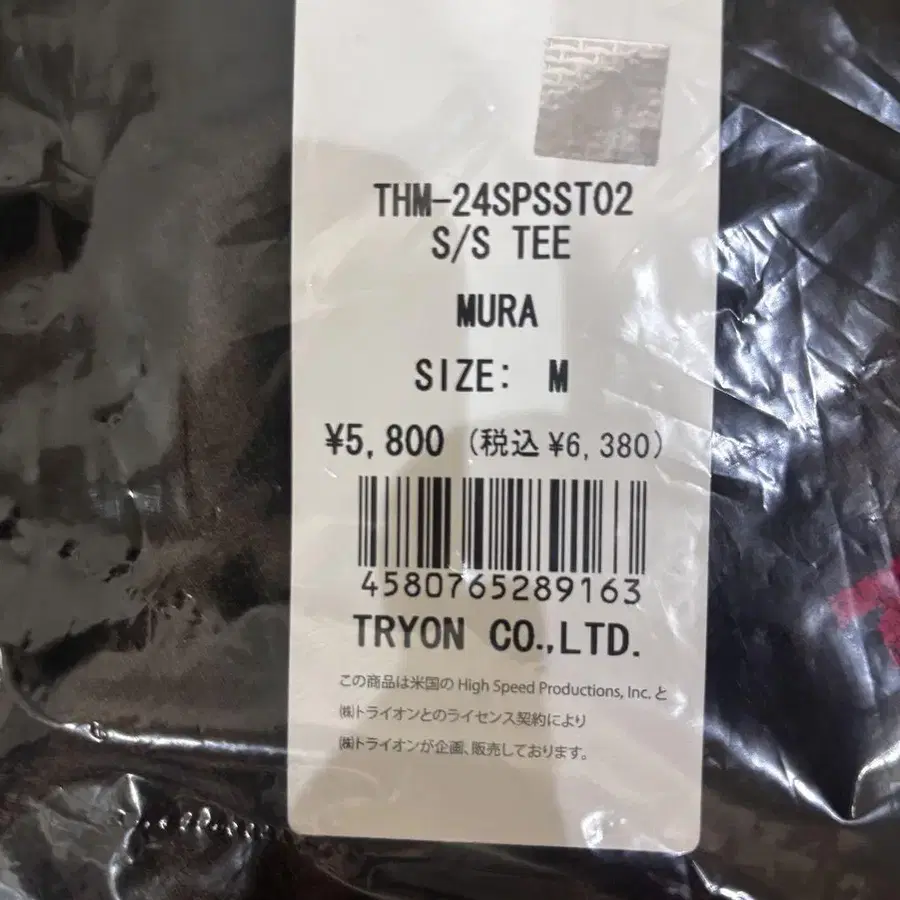 THM-24SPSST02
S/S TEE
MURA
SIZE: M
¥5,800 (税込 ¥6,380)
4580765289163
TRYON CO.,LTD.
この商品は米国の High Speed Productions, Inc. と
㈱トライオンとのライセンス契約により
㈱トライオンが企画、販売しております。